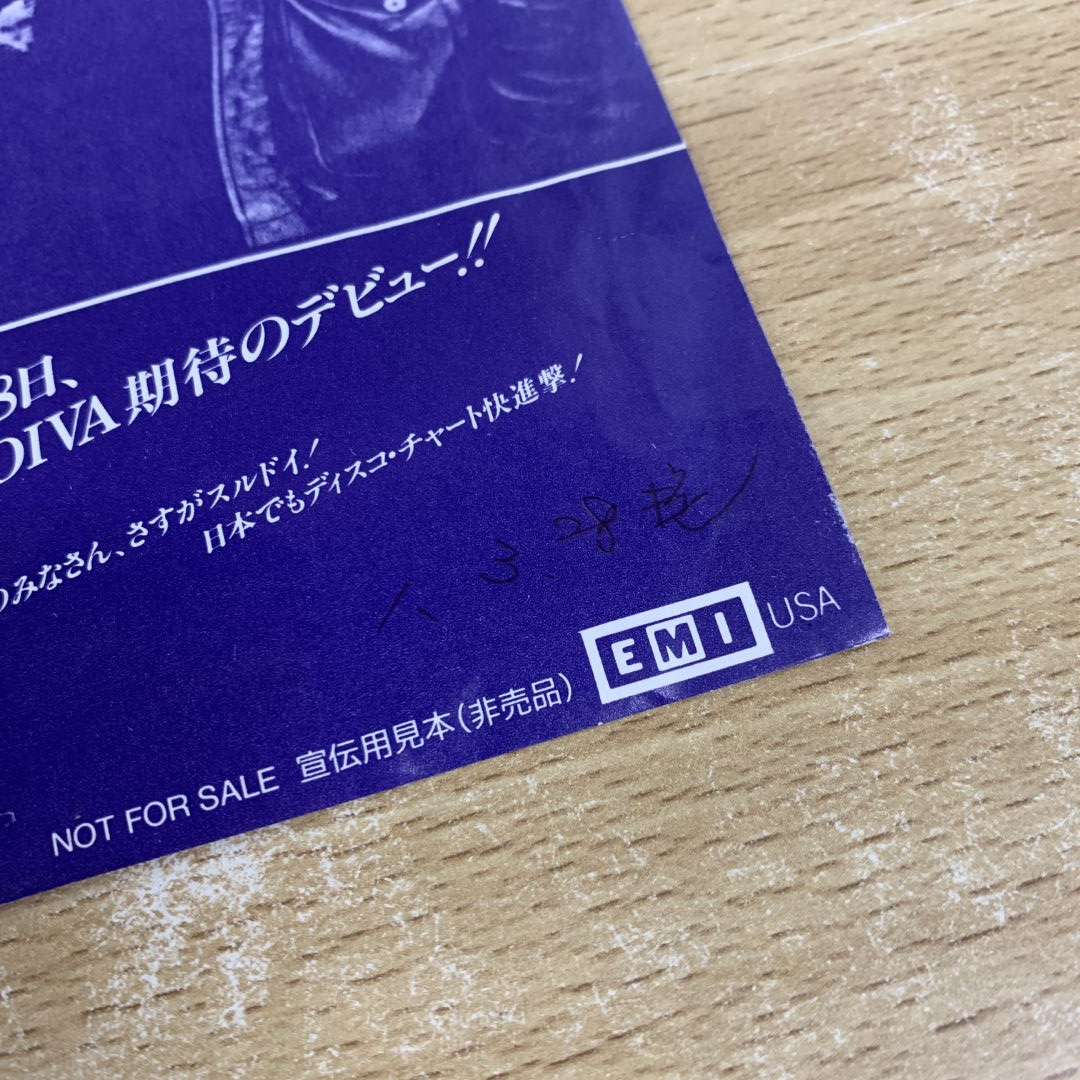 8日、
DIVA 期待のデビュー!!
のみなさん、さすがスルドイ!
日本でもディスコ・チャート快進撃!
3. 28
EMI USA
NOT FOR SALE 宣伝用見本(非売品)